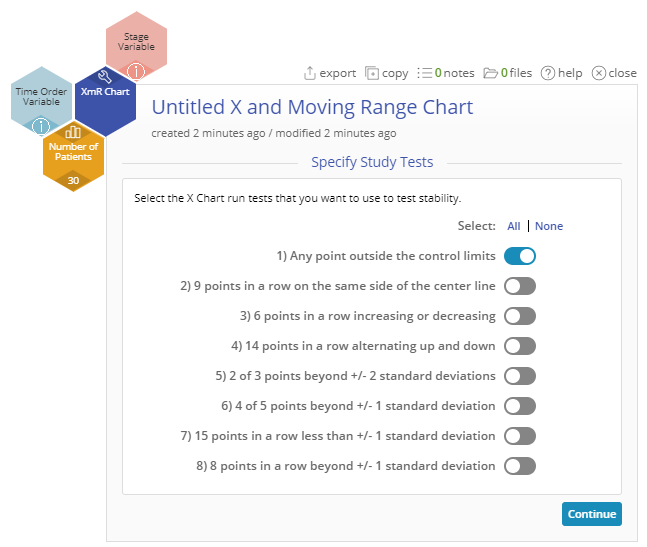 Stage
Variable
Time Order
Variable
XmR Chart
Number of
Patients
30
export copy 0 notes 0 files help close
Untitled X and Moving Range Chart
created 2 minutes ago / modified 2 minutes ago
Specify Study Tests
Select the X Chart run tests that you want to use to test stability.
Select: All | None
1) Any point outside the control limits
2) 9 points in a row on the same side of the center line
3) 6 points in a row increasing or decreasing
4) 14 points in a row alternating up and down
5) 2 of 3 points beyond +/- 2 standard deviations
6) 4 of 5 points beyond +/- 1 standard deviation
7) 15 points in a row less than +/- 1 standard deviation
8) 8 points in a row beyond +/- 1 standard deviation
Continue